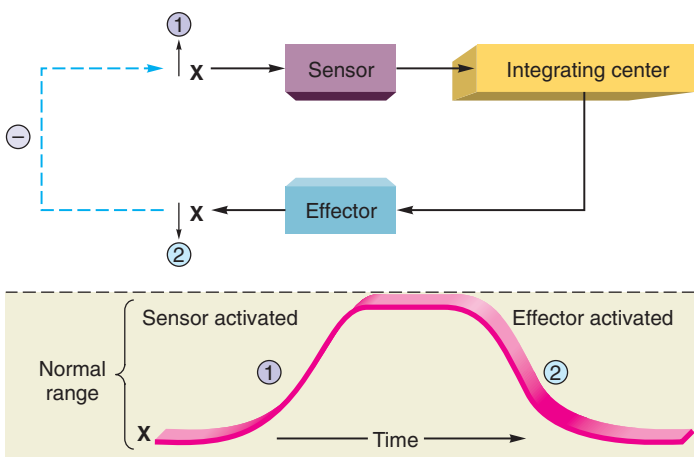 1
X
Sensor
Integrating center
−
X
Effector
2
Sensor activated
Effector activated
Normal
range
1
2
X
Time